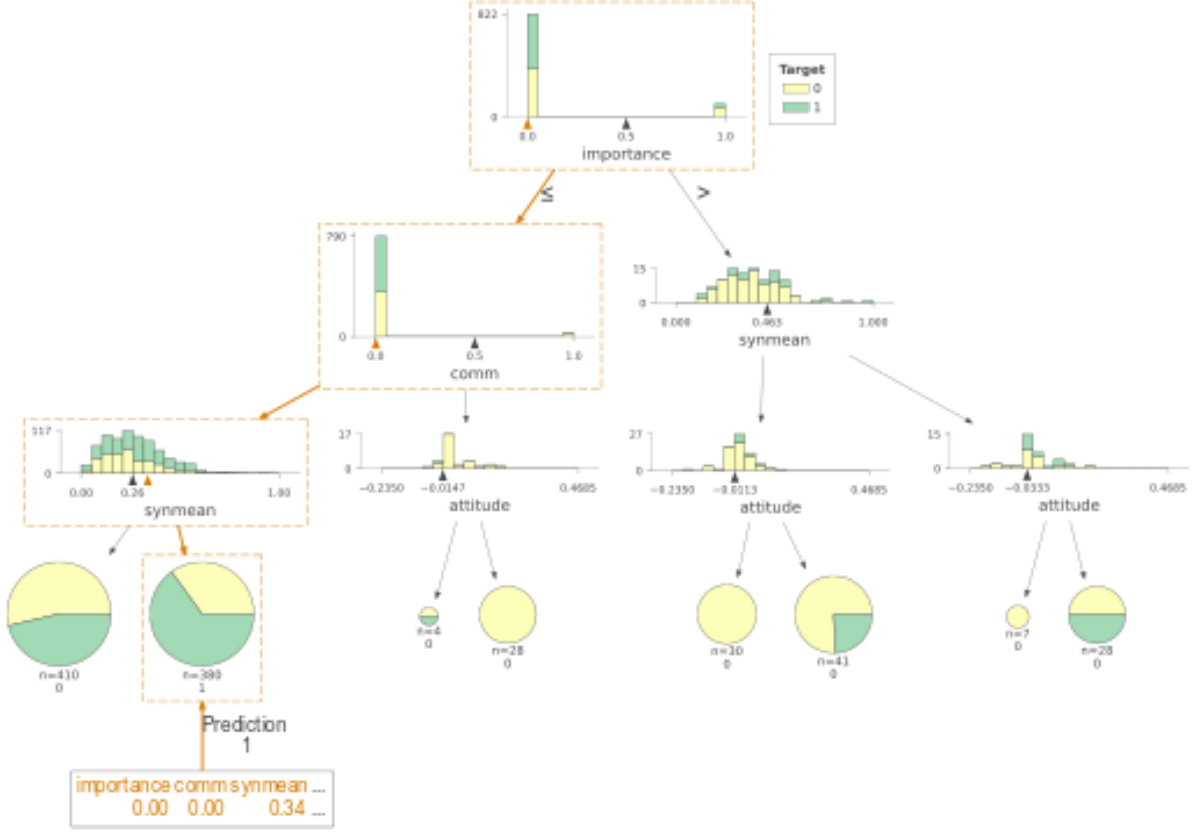 822
0
0.0 0.5 1.0
importance
Target
0
1
≤
>
790
0
0.0 0.5 1.0
comm
15
0
0.000 0.463 1.000
synmean
117
0
0.00 0.26 1.00
synmean
17
0
−0.2350 −0.0147 0.4685
attitude
27
0
−0.2350 −0.0113 0.4685
attitude
15
0
−0.2350 −0.0333 0.4685
attitude
n=410
0
n=380
1
n=4
0
n=28
0
n=30
0
n=41
0
n=7
0
n=28
0
Prediction
1
importance comm synmean ...
0.00 0.00 0.34 ...